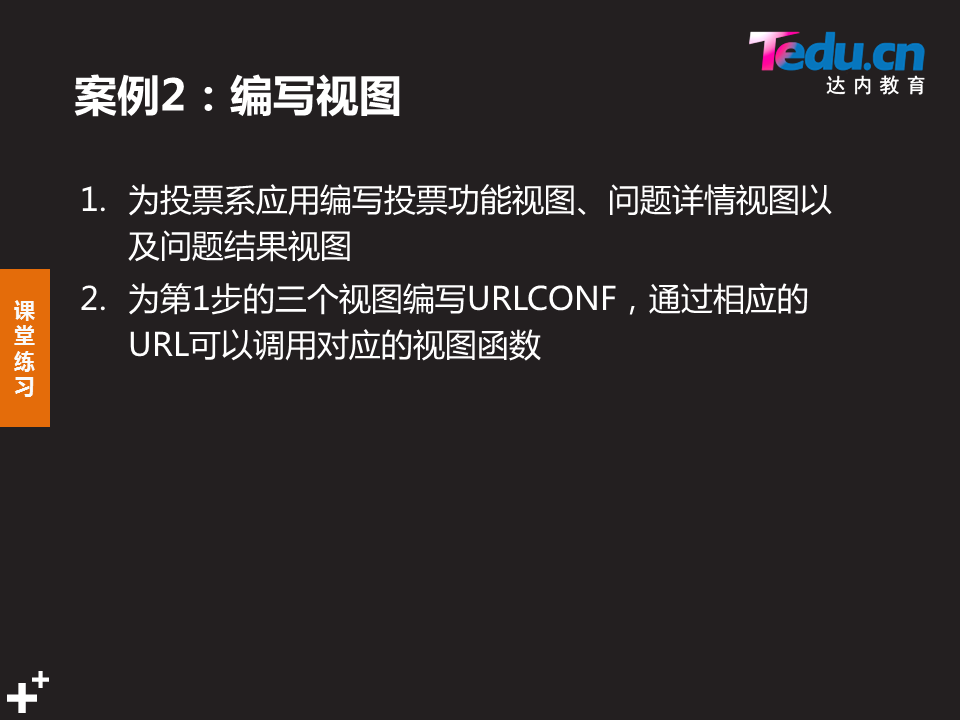 Tedu.cn
达内教育
案例2：编写视图
1. 为投票系应用编写投票功能视图、问题详情视图以
及问题结果视图
2. 为第1步的三个视图编写URLCONF，通过相应的
URL可以调用对应的视图函数
课
堂
练
习